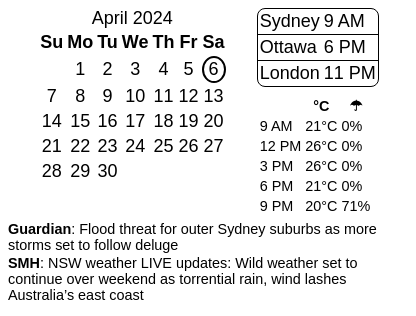 April 2024
Su Mo Tu We Th Fr Sa
1 2 3 4 5 6
7 8 9 10 11 12 13
14 15 16 17 18 19 20
21 22 23 24 25 26 27
28 29 30
Sydney 9 AM
Ottawa 6 PM
London 11 PM
°C ☂
9 AM 21°C 0%
12 PM 26°C 0%
3 PM 26°C 0%
6 PM 21°C 0%
9 PM 20°C 71%
Guardian: Flood threat for outer Sydney suburbs as more
storms set to follow deluge
SMH: NSW weather LIVE updates: Wild weather set to
continue over weekend as torrential rain, wind lashes
Australia's east coast